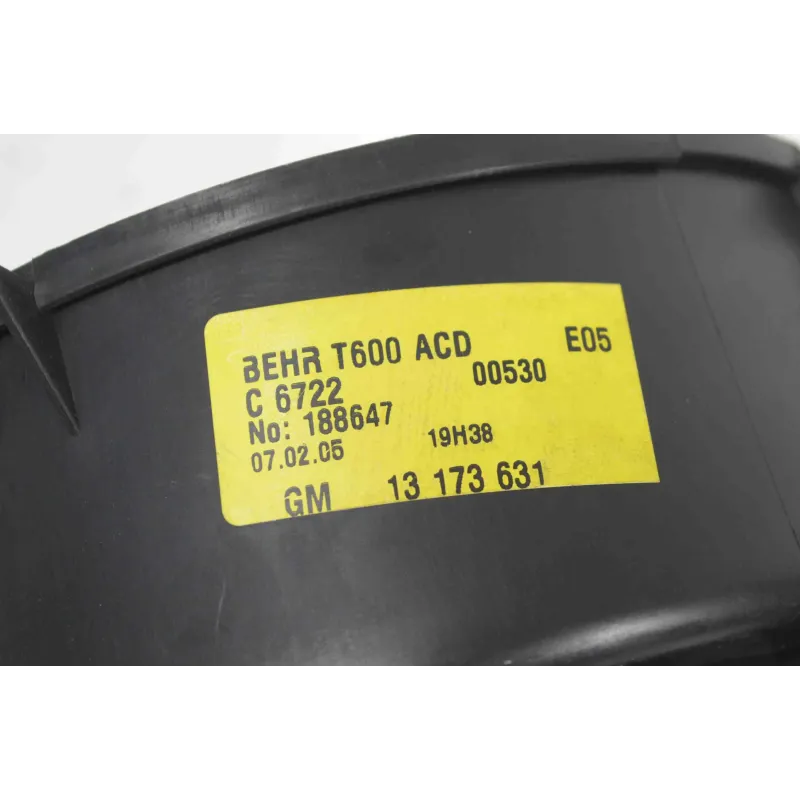 BEHR T600 ACD E05
C 6722 00530
No: 188647 19H38
07.02.05
GM 13 173 631